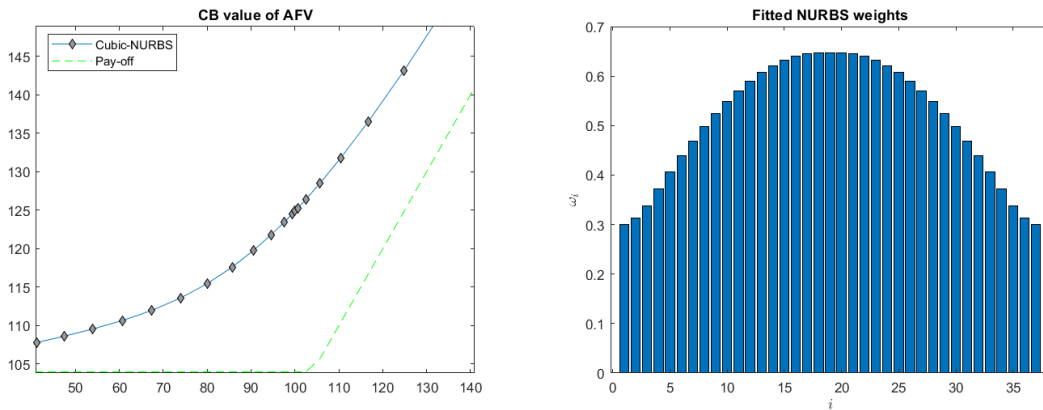 CB value of AFV
145
140
135
130
125
120
115
110
105
50 60 70 80 90 100 110 120 130 140
Cubic-NURBS
Pay-off
Fitted NURBS weights
0.7
0.6
0.5
0.4
0.3
0.2
0.1
0
ω_i
0 5 10 15 20 25 30 35
i